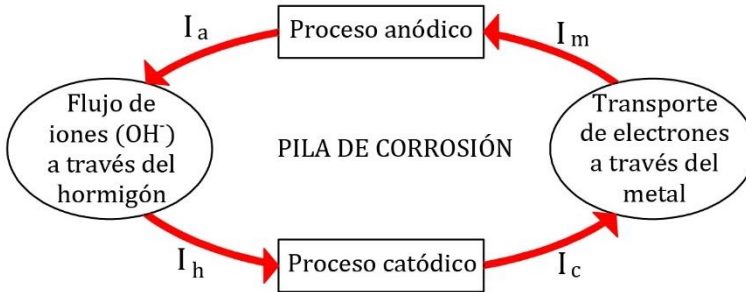 I a
Proceso anódico
I m
Flujo de
iones (OH⁻)
a través del
hormigón
PILA DE CORROSIÓN
Transporte
de electrones
a través del
metal
I h
Proceso catódico
I c